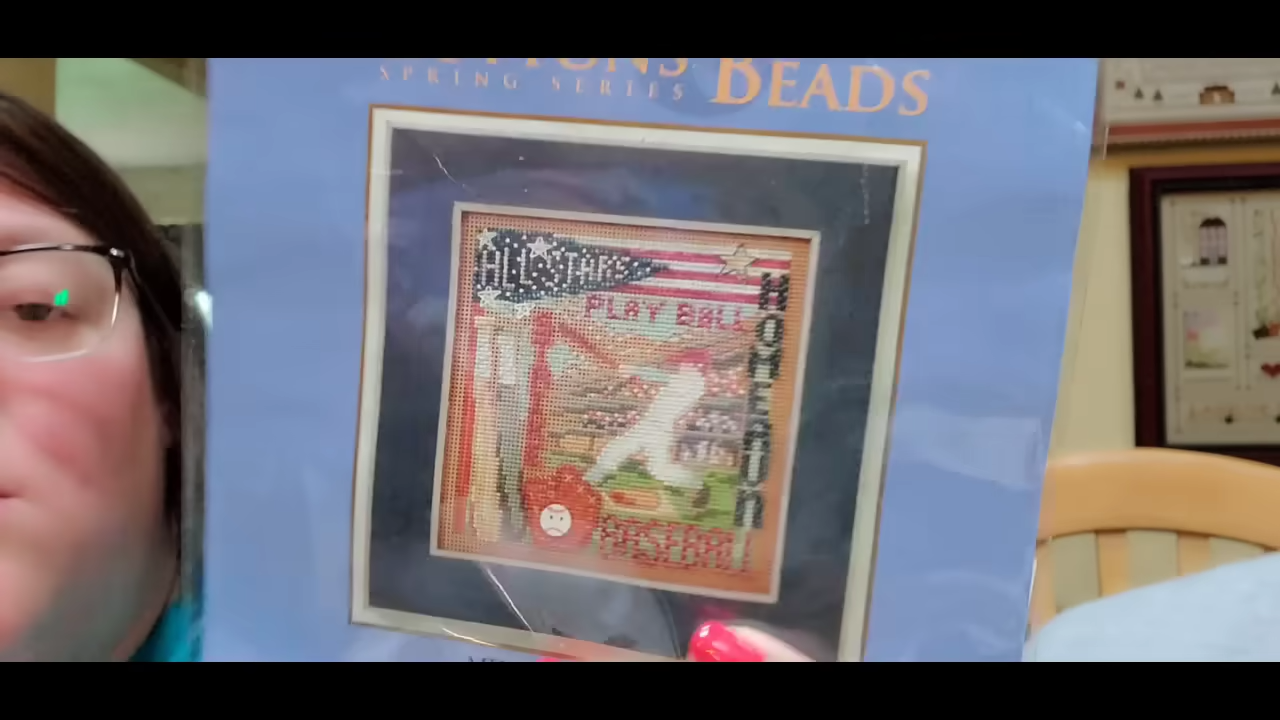 BEADS
SPRING SERIES
ALL STARS
PLAY BALL
HOMERUN
BASEBALL